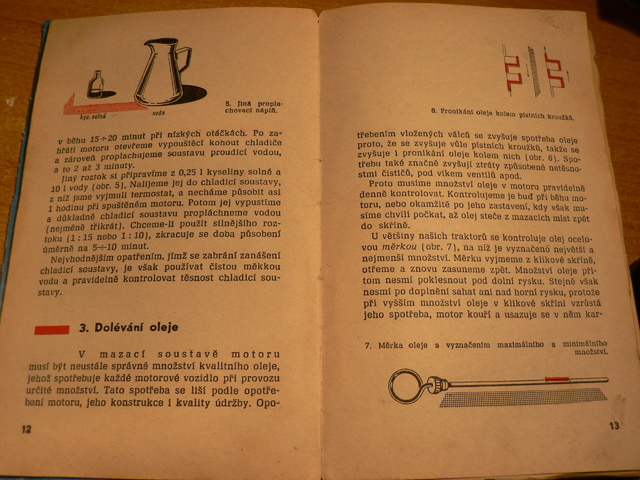 kys. solná
voda
5. Jiná propla-
chovací náplň.
v běhu 15÷20 minut při nízkých otáčkách. Po za-
hřátí motoru otevřeme vypouštěcí kohout chladiče
a zároveň proplachujeme soustavu proudící vodou,
a to 2 až 3 minuty.
Jiný roztok si připravíme z 0,25 l kyseliny solné a
10 l vody (obr. 5). Nalijeme jej do chladicí soustavy,
z níž jsme vyjmuli termostat, a necháme působit asi
1 hodinu při spuštěném motoru. Potom jej vypustíme
a důkladně chladicí soustavu propláchneme vodou
(nejméně třikrát). Chceme-li použít silnějšího roz-
toku (1 : 15 nebo 1 : 10), zkracuje se doba působení
úměrně na 5÷10 minut.
Nejvhodnějším opatřením, jímž se zabrání zanášení
chladicí soustavy, je však používat čistou měkkou
vodu a pravidelně kontrolovat těsnost chladicí sou-
stavy.
3. Dolévání oleje
V mazací soustavě motoru
musí být neustále správné množství kvalitního oleje,
jehož spotřebuje každé motorové vozidlo při provozu
určité množství. Tato spotřeba se liší podle opotře-
bení motoru, jeho konstrukce i kvality údržby. Opo-
12
6. Pronikání oleje kolem pístních kroužků.
třebením vložených válců se zvyšuje spotřeba oleje
proto, že se zvyšuje vůle pístních kroužků, takže se
zvyšuje i pronikání oleje kolem nich (obr. 6). Spo-
třebu také značně zvyšují ztráty způsobené netěsno-
stmi čističů, pod víkem ventilů apod.
Proto musíme množství oleje v motoru pravidelně
denně kontrolovat. Kontrolujeme je buď při běhu mo-
toru, nebo okamžitě po jeho zastavení, kdy však mu-
síme chvíli počkat, až olej steče z mazacích míst zpět
do skříně.
U většiny našich traktorů se kontroluje olej ocelo-
vou měrkou (obr. 7), na níž je vyznačeno největší a
nejmenší množství. Měrku vyjmeme z klikové skříně,
otřeme a znovu zasuneme zpět. Množství oleje při-
tom nesmí poklesnout pod dolní rysku. Stejně však
nesmí po doplnění sahat ani nad horní rysku, protože
při vyšším množství oleje v klikové skříni vzrůstá
jeho spotřeba, motor kouří a usazuje se v něm kar-
7. Měrka oleje s vyznačením maximálního a minimálního
množství.
13